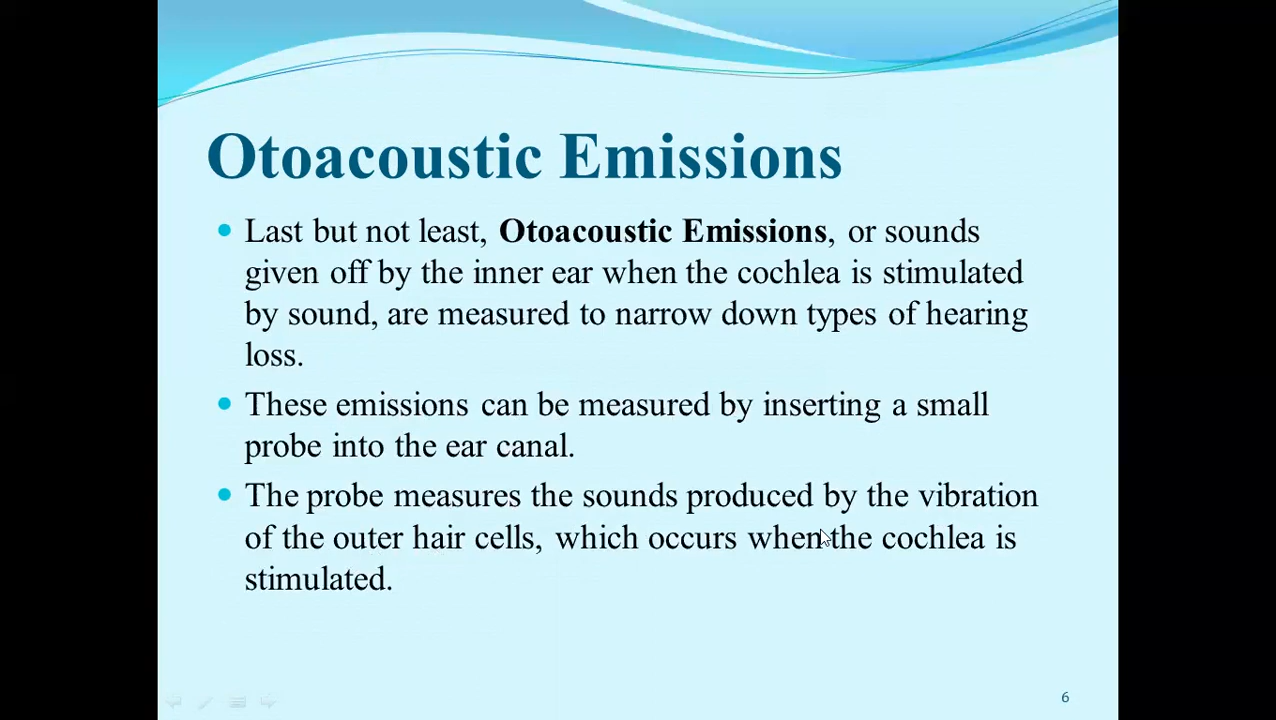 Otoacoustic Emissions
• Last but not least, Otoacoustic Emissions, or sounds
given off by the inner ear when the cochlea is stimulated
by sound, are measured to narrow down types of hearing
loss.
• These emissions can be measured by inserting a small
probe into the ear canal.
• The probe measures the sounds produced by the vibration
of the outer hair cells, which occurs when the cochlea is
stimulated.
6